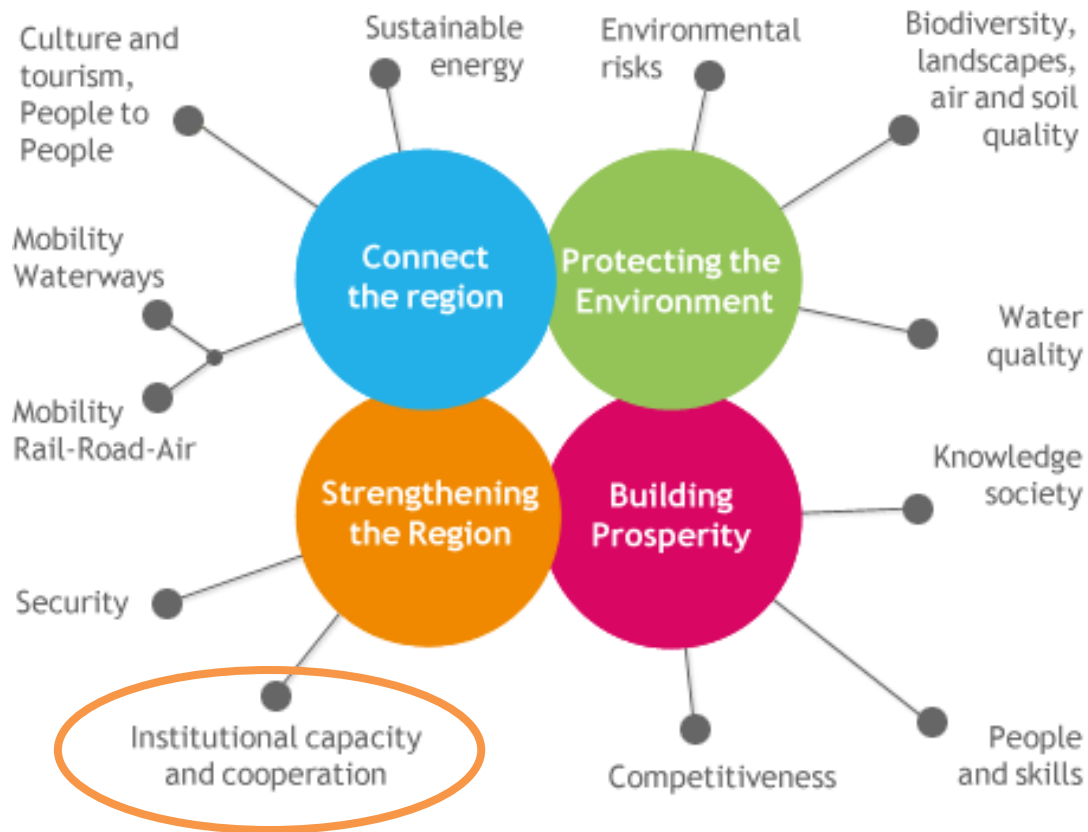 Culture and
tourism,
People to
People
Sustainable
energy
Environmental
risks
Biodiversity,
landscapes,
air and soil
quality
Mobility
Waterways
Connect
the region
Protecting the
Environment
Water
quality
Mobility
Rail-Road-Air
Strengthening
the Region
Building
Prosperity
Knowledge
society
Security
Institutional capacity
and cooperation
Competitiveness
People
and skills